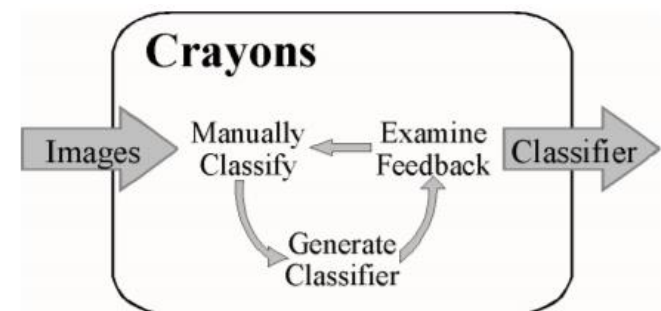 Crayons
Images
Manually
Classify
Examine
Feedback
Classifier
Generate
Classifier